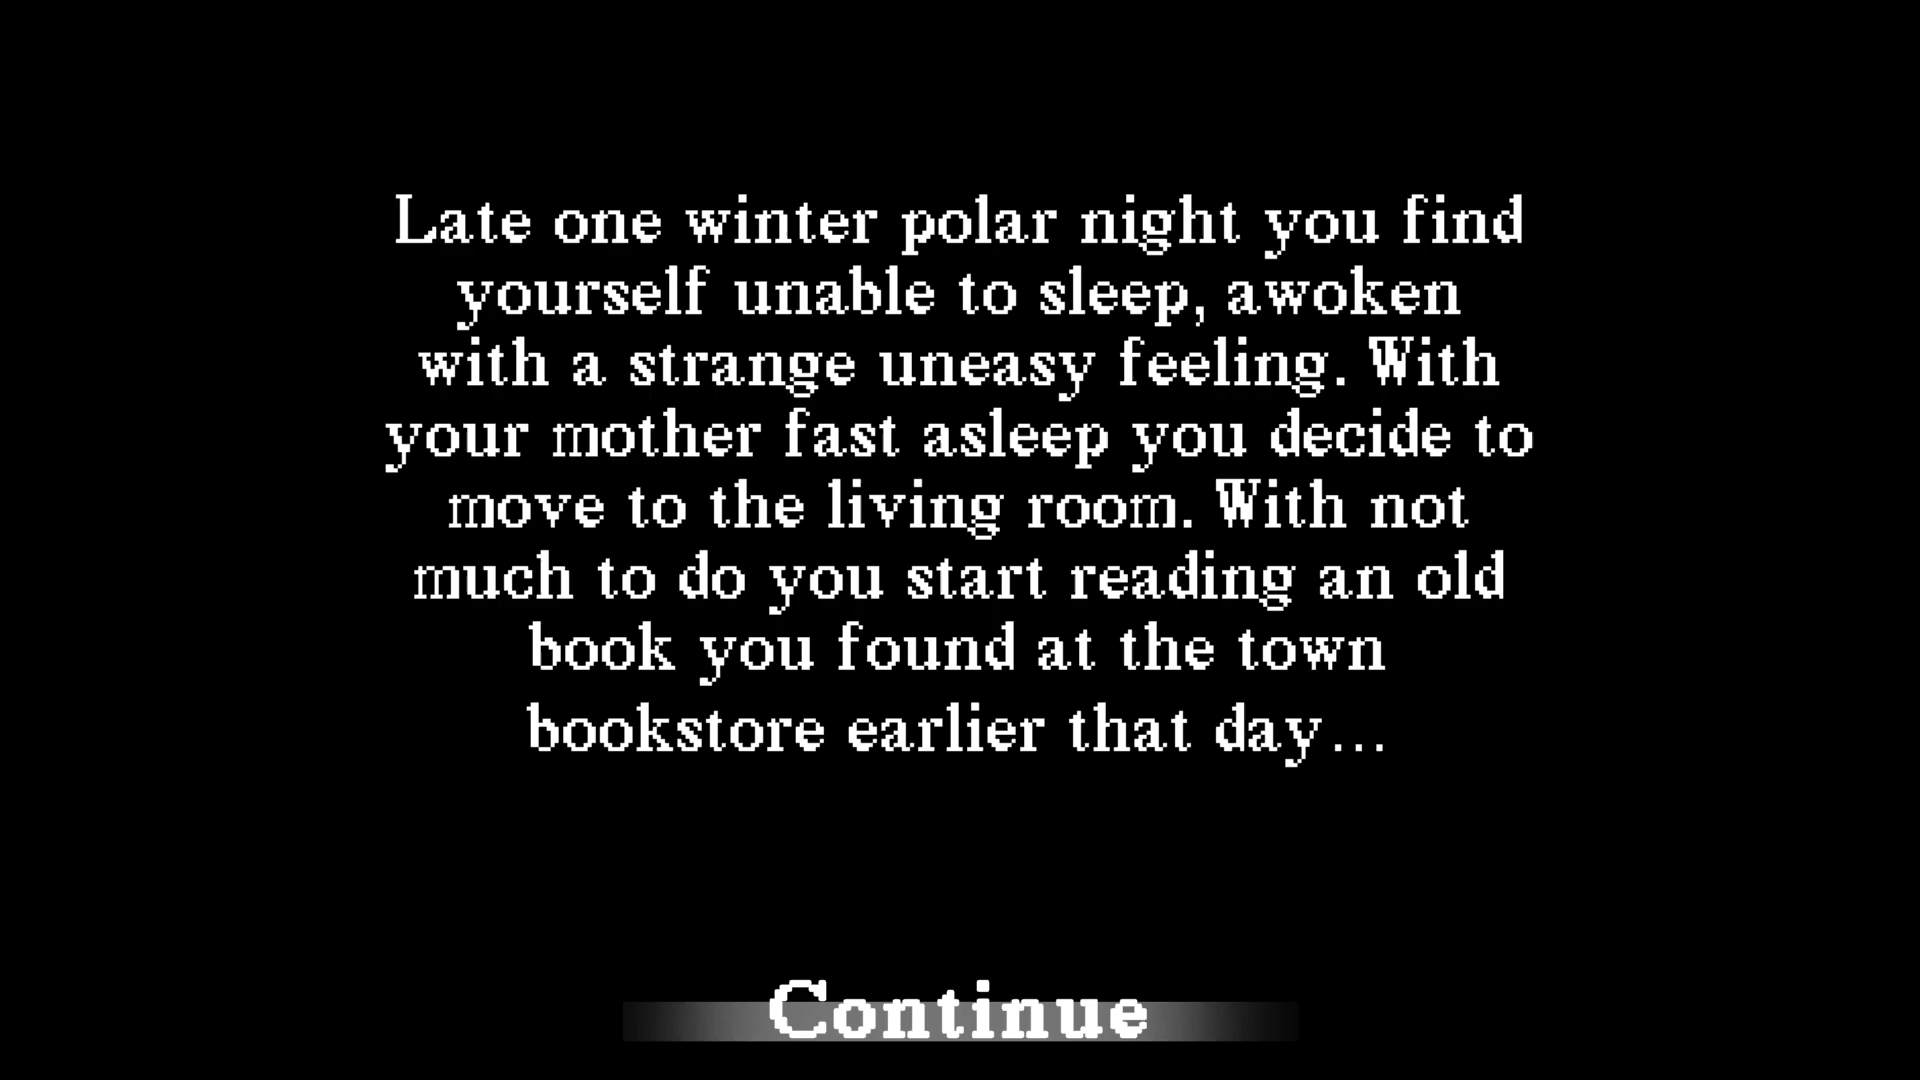 Late one winter polar night you find
yourself unable to sleep, awoken
with a strange uneasy feeling. With
your mother fast asleep you decide to
move to the living room. With not
much to do you start reading an old
book you found at the town
bookstore earlier that day...
Continue